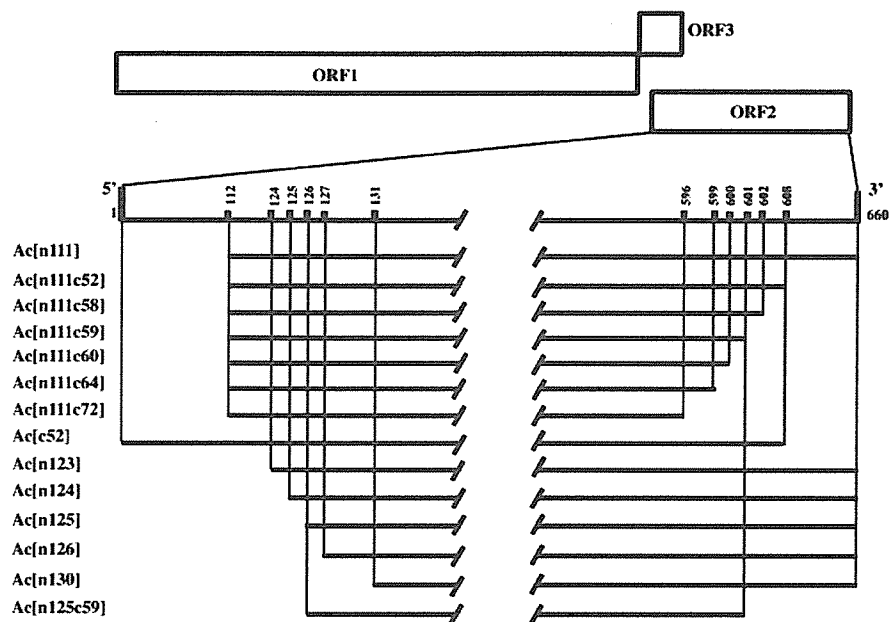 ORF3
ORF1
ORF2
5' 3'
1 112 124 125 126 127 131 596 599 600 601 602 608 660
Ac[n111]
Ac[n111c52]
Ac[n111c58]
Ac[n111c59]
Ac[n111c60]
Ac[n111c64]
Ac[n111c72]
Ac[c52]
Ac[n123]
Ac[n124]
Ac[n125]
Ac[n126]
Ac[n130]
Ac[n125c59]